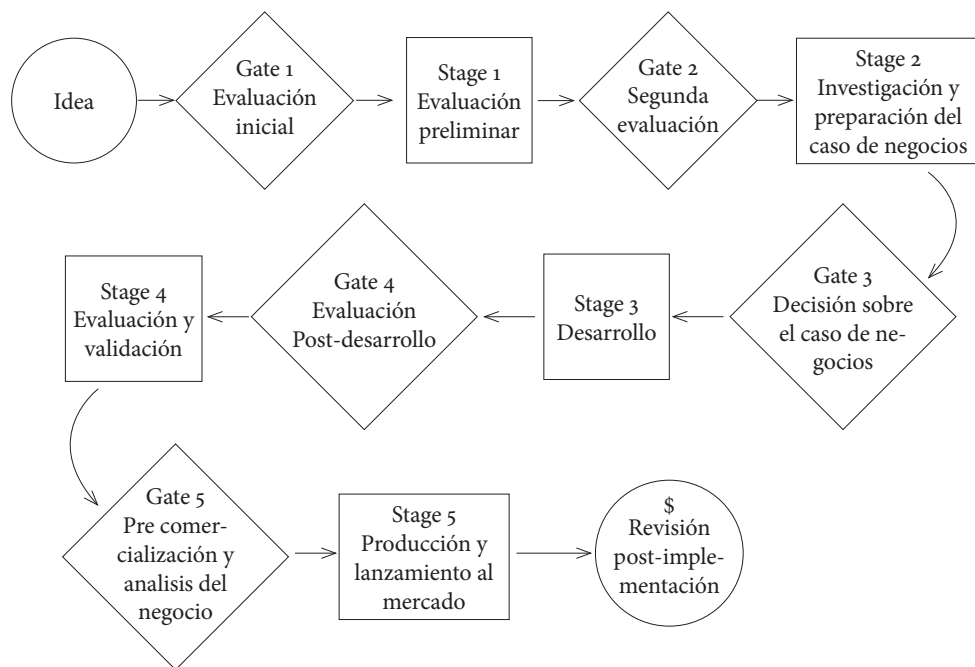 Idea
Gate 1
Evaluación
inicial
Stage 1
Evaluación
preliminar
Gate 2
Segunda
evaluación
Stage 2
Investigación y
preparación del
caso de negocios
Gate 3
Decisión sobre
el caso de ne-
gocios
Stage 3
Desarrollo
Gate 4
Evaluación
Post-desarrollo
Stage 4
Evaluación y
validación
Gate 5
Pre comer-
cialización y
analisis del
negocio
Stage 5
Producción y
lanzamiento al
mercado
$
Revisión
post-imple-
mentación